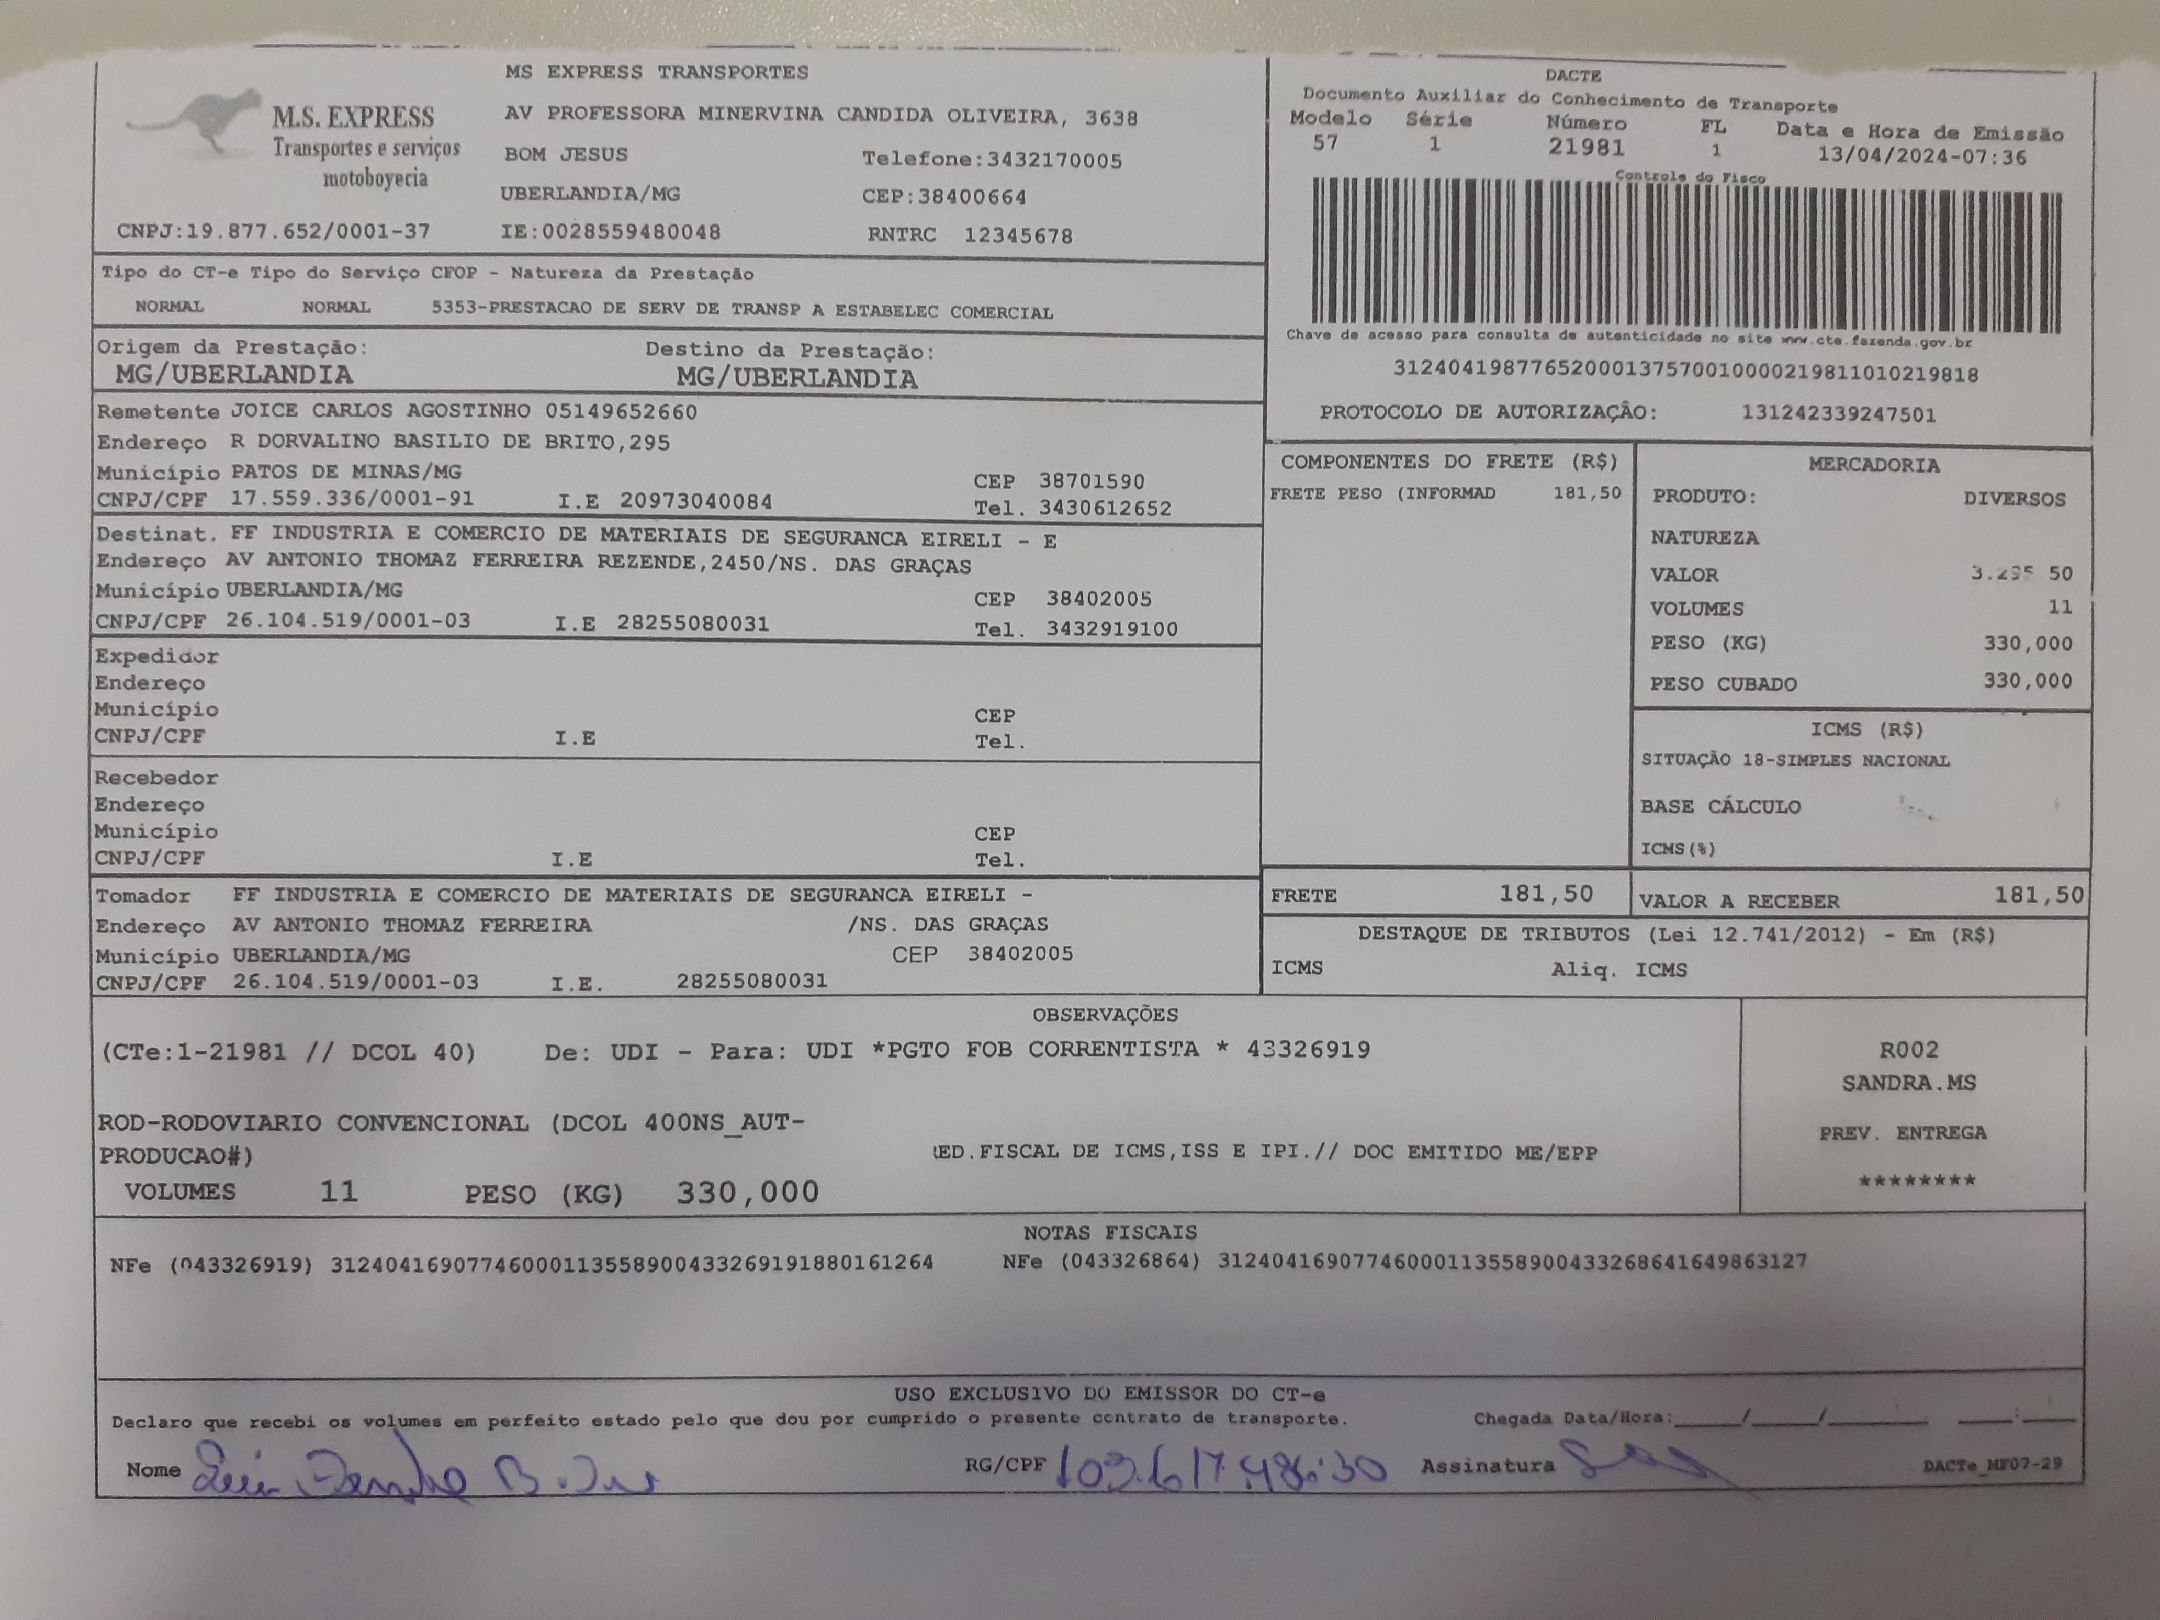 M.S. EXPRESS
Transportes e serviços
motoboyecia
CNPJ:19.877.652/0001-37
MS EXPRESS TRANSPORTES
AV PROFESSORA MINERVINA CANDIDA OLIVEIRA, 3638
BOM JESUS Telefone:3432170005
UBERLANDIA/MG CEP:38400664
IE:0028559480048 RNTRC 12345678
DACTE
Documento Auxiliar do Conhecimento de Transporte
Modelo Série Número FL Data e Hora de Emissão
57 1 21981 1 13/04/2024-07:36
Controle do Fisco
Chave de acesso para consulta de autenticidade no site www.cte.fazenda.gov.br
31240419877652000137570010000219811010219818
PROTOCOLO DE AUTORIZAÇÃO: 131242339247501
Tipo do CT-e Tipo do Serviço CFOP - Natureza da Prestação
NORMAL NORMAL 5353-PRESTACAO DE SERV DE TRANSP A ESTABELEC COMERCIAL
Origem da Prestação: Destino da Prestação:
MG/UBERLANDIA MG/UBERLANDIA
Remetente JOICE CARLOS AGOSTINHO 05149652660
Endereço R DORVALINO BASILIO DE BRITO,295
Município PATOS DE MINAS/MG CEP 38701590
CNPJ/CPF 17.559.336/0001-91 I.E 20973040084 Tel. 3430612652
Destinat. FF INDUSTRIA E COMERCIO DE MATERIAIS DE SEGURANCA EIRELI - E
Endereço AV ANTONIO THOMAZ FERREIRA REZENDE,2450/NS. DAS GRAÇAS
Município UBERLANDIA/MG CEP 38402005
CNPJ/CPF 26.104.519/0001-03 I.E 28255080031 Tel. 3432919100
Expedidor
Endereço
Município CEP
CNPJ/CPF I.E Tel.
Recebedor
Endereço
Município CEP
CNPJ/CPF I.E Tel.
Tomador FF INDUSTRIA E COMERCIO DE MATERIAIS DE SEGURANCA EIRELI -
Endereço AV ANTONIO THOMAZ FERREIRA /NS. DAS GRAÇAS
Município UBERLANDIA/MG CEP 38402005
CNPJ/CPF 26.104.519/0001-03 I.E. 28255080031
COMPONENTES DO FRETE (R$)
FRETE PESO (INFORMAD 181,50
MERCADORIA
PRODUTO: DIVERSOS
NATUREZA
VALOR 50
VOLUMES 11
PESO (KG) 330,000
PESO CUBADO 330,000
ICMS (R$)
SITUAÇÃO 18-SIMPLES NACIONAL
BASE CÁLCULO
ICMS(%)
FRETE 181,50 VALOR A RECEBER 181,50
DESTAQUE DE TRIBUTOS (Lei 12.741/2012) - Em (R$)
ICMS Aliq. ICMS
OBSERVAÇÕES
(CTe:1-21981 // DCOL 40) De: UDI - Para: UDI *PGTO FOB CORRENTISTA * 43326919
ROD-RODOVIARIO CONVENCIONAL (DCOL 400NS_AUT-
PRODUCAO#) ED.FISCAL DE ICMS,ISS E IPI.// DOC EMITIDO ME/EPP
VOLUMES 11 PESO (KG) 330,000
R002
SANDRA.MS
PREV. ENTREGA
********
NOTAS FISCAIS
NFe (043326919) 31240416907746000113558900433269191880161264 NFe (043326864) 31240416907746000113558900433268641649863127
USO EXCLUSIVO DO EMISSOR DO CT-e
Declaro que recebi os volumes em perfeito estado pelo que dou por cumprido o presente contrato de transporte. Chegada Data/Hora:____/____/______ ___:___
Nome RG/CPF Assinatura DACTe_MF07-29